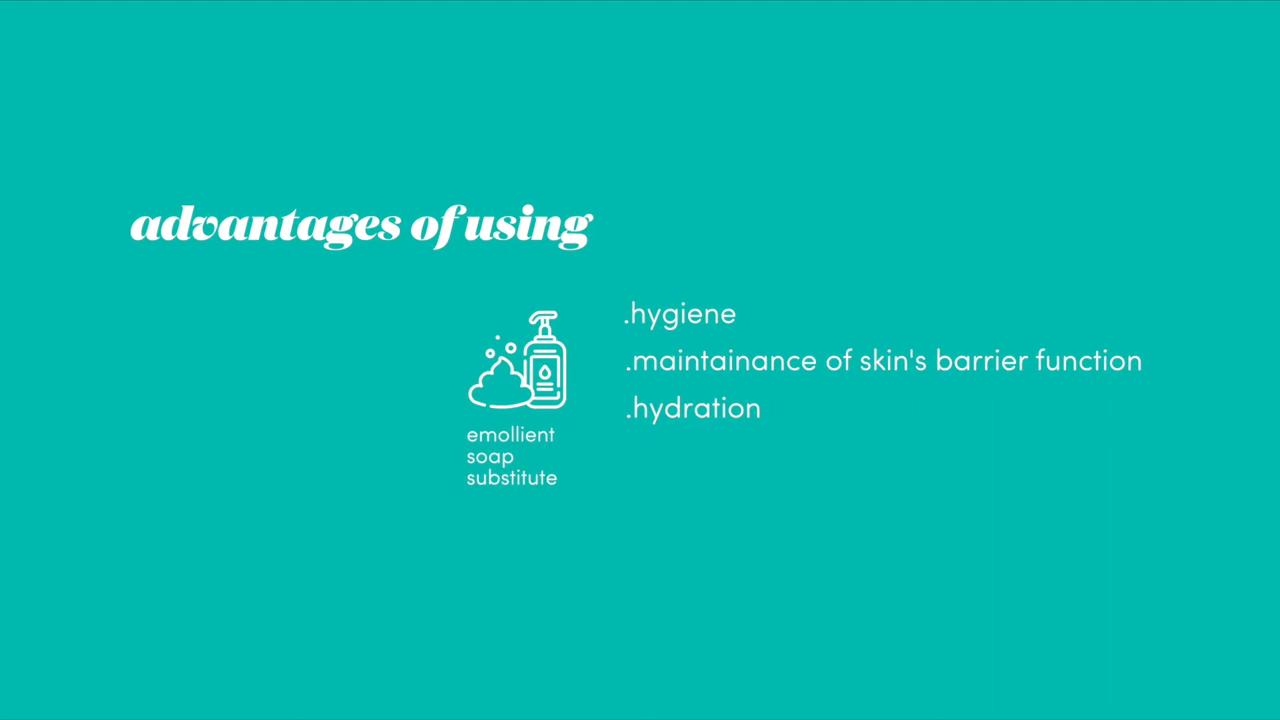 advantages of using
emollient
soap
substitute
.hygiene
.maintainance of skin's barrier function
.hydration